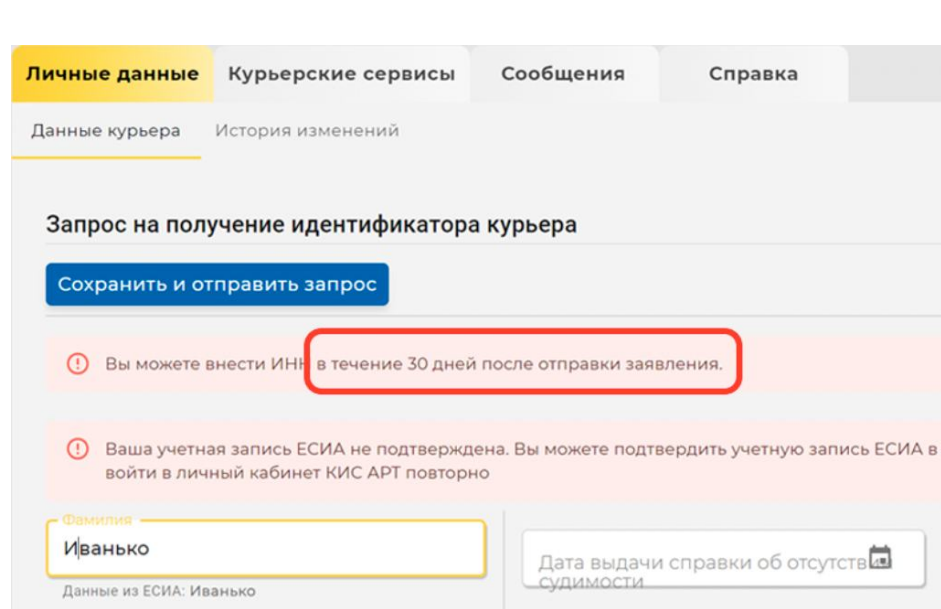 Личные данные Курьерские сервисы Сообщения Справка
Данные курьера История изменений
Запрос на получение идентификатора курьера
Сохранить и отправить запрос
Вы можете внести ИНН в течение 30 дней после отправки заявления.
Ваша учетная запись ЕСИА не подтверждена. Вы можете подтвердить учетную запись ЕСИА в
войти в личный кабинет КИС АРТ повторно
Фамилия
Иванько
Данные из ЕСИА: Иванько
Дата выдачи справки об отсутствии
судимости